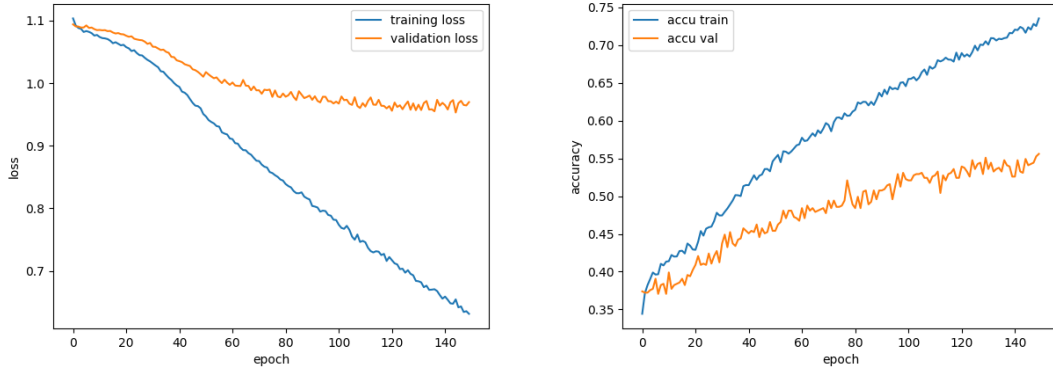 training loss
validation loss
1.1
1.0
0.9
0.8
0.7
loss
0 20 40 60 80 100 120 140
epoch
accu train
accu val
0.75
0.70
0.65
0.60
0.55
0.50
0.45
0.40
0.35
accuracy
0 20 40 60 80 100 120 140
epoch